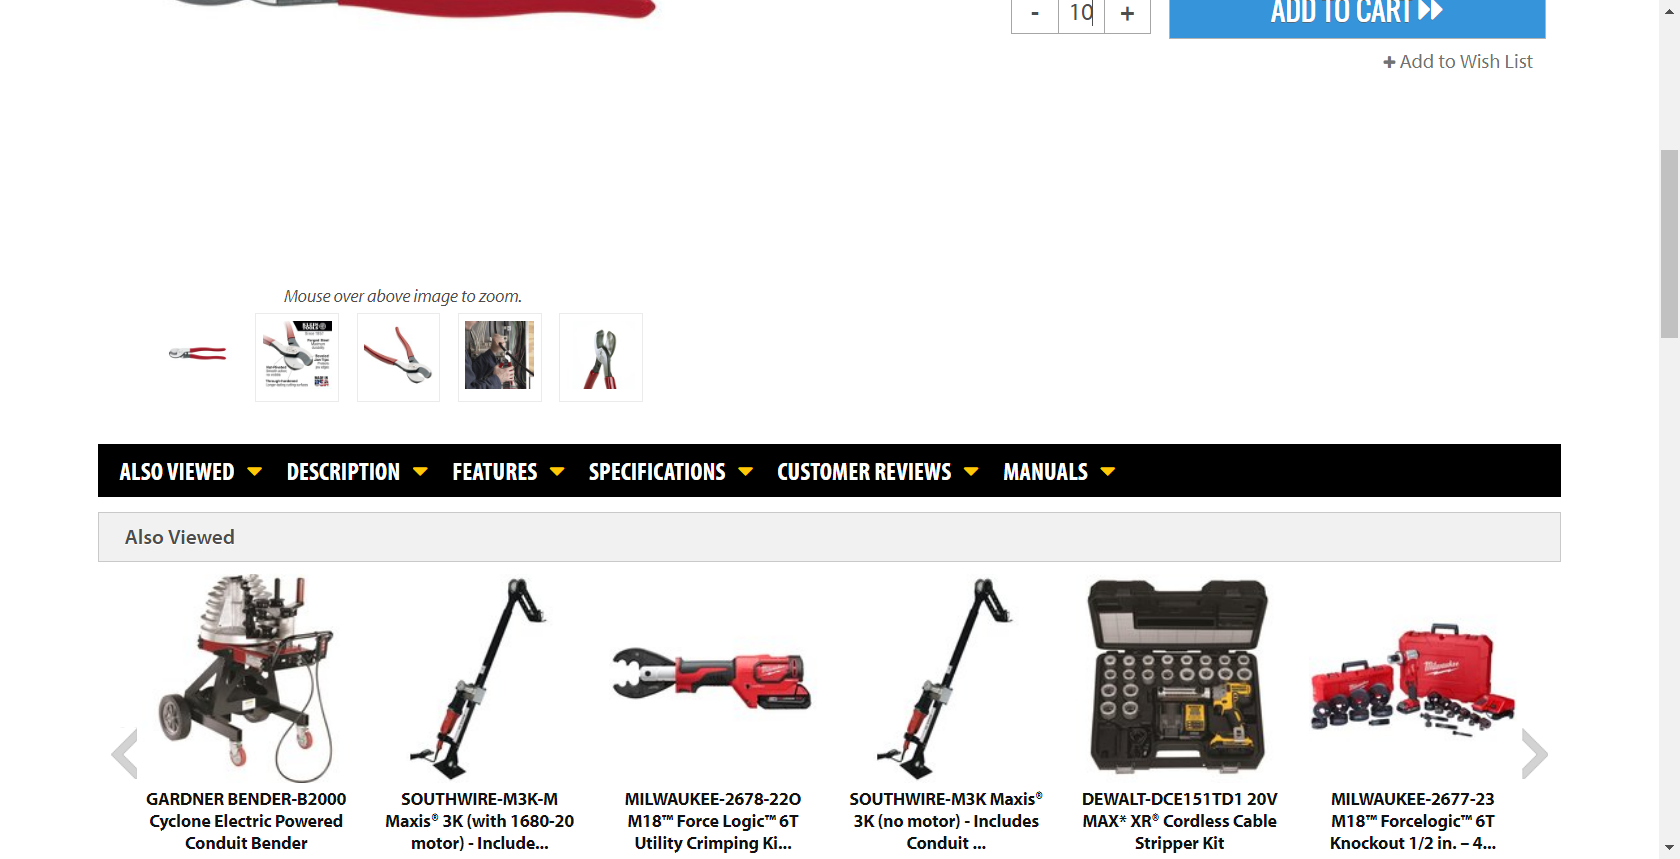 - 10 +
ADD TO CART
+ Add to Wish List
Mouse over above image to zoom.
KLEIN TOOLS
ALSO VIEWED DESCRIPTION FEATURES SPECIFICATIONS CUSTOMER REVIEWS MANUALS
Also Viewed
GARDNER BENDER-B2000
Cyclone Electric Powered
Conduit Bender
SOUTHWIRE-M3K-M
Maxis® 3K (with 1680-20
motor) - Include...
MILWAUKEE-2678-22O
M18™ Force Logic™ 6T
Utility Crimping Ki...
SOUTHWIRE-M3K Maxis®
3K (no motor) - Includes
Conduit ...
DEWALT-DCE151TD1 20V
MAX* XR® Cordless Cable
Stripper Kit
MILWAUKEE-2677-23
M18™ Forcelogic™ 6T
Knockout 1/2 in. – 4...